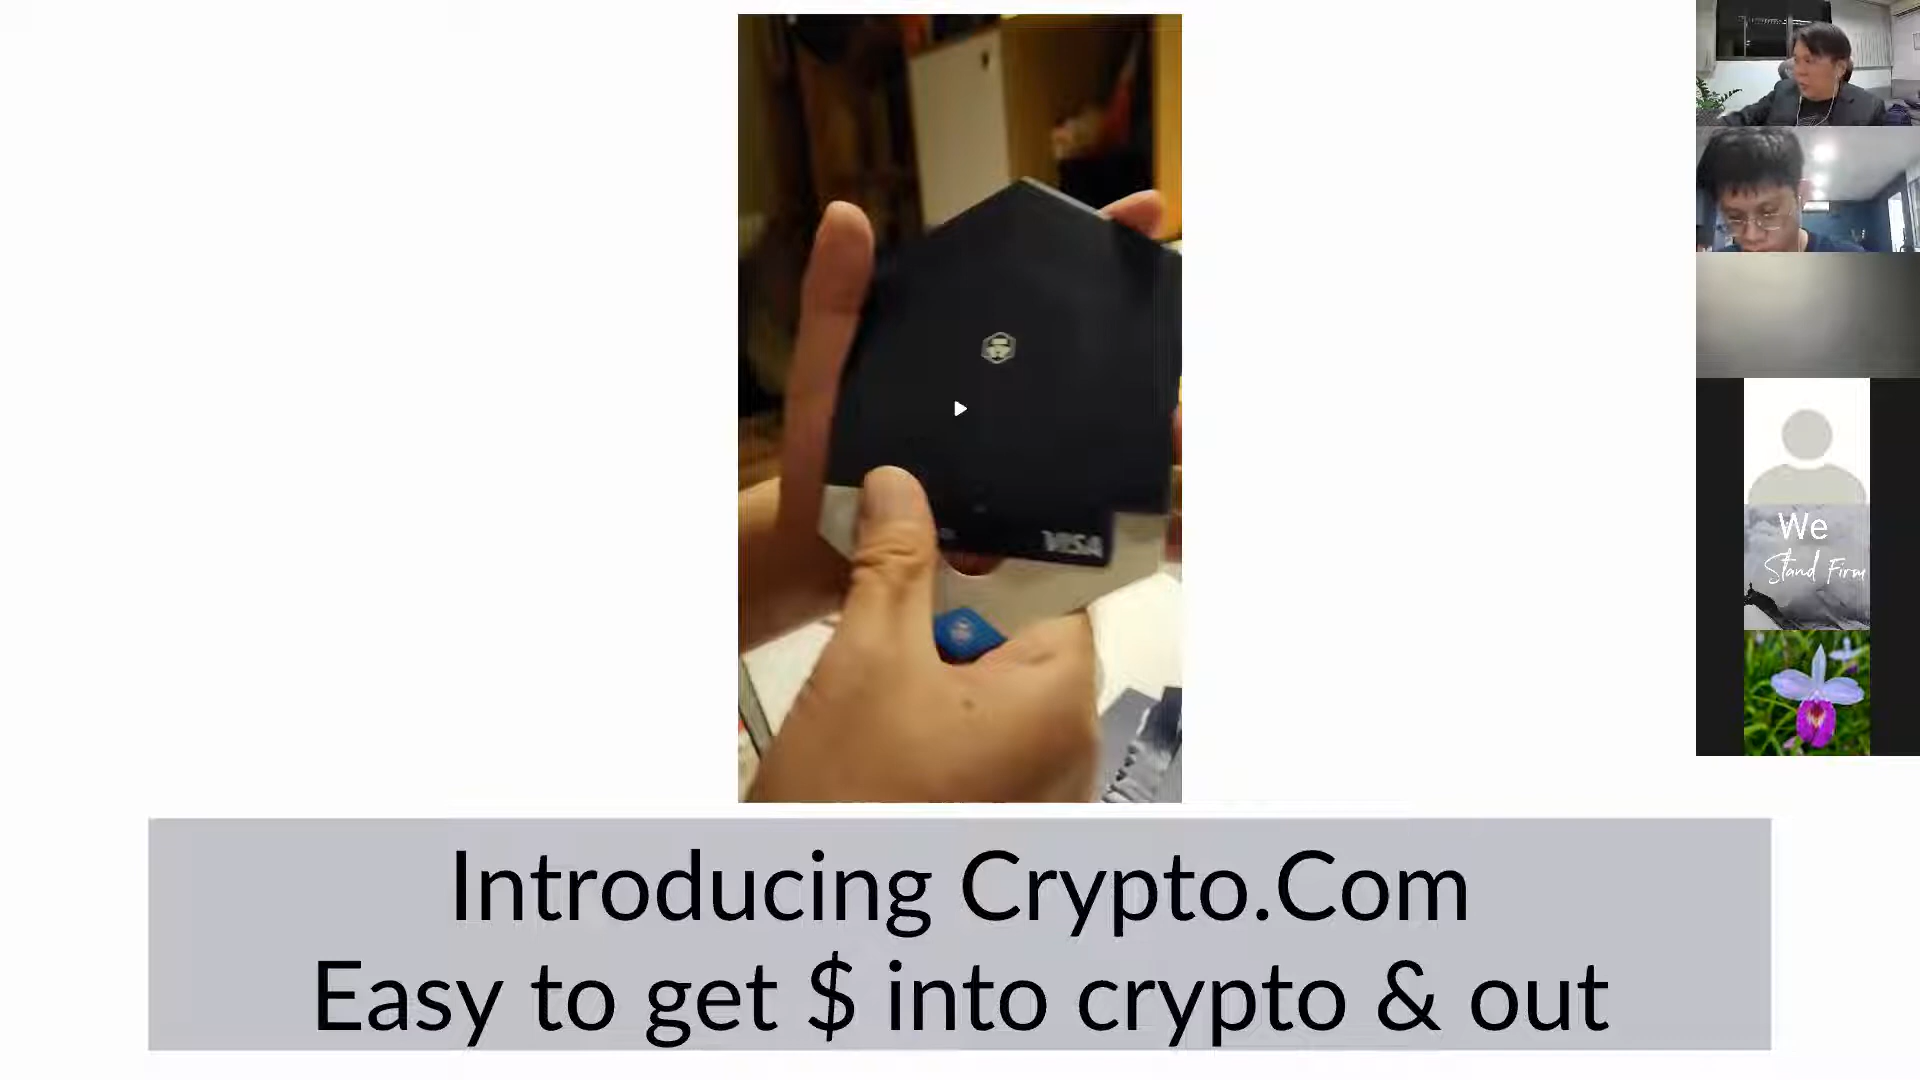 VISA
We
Stand Firm
Introducing Crypto.Com
Easy to get $ into crypto & out